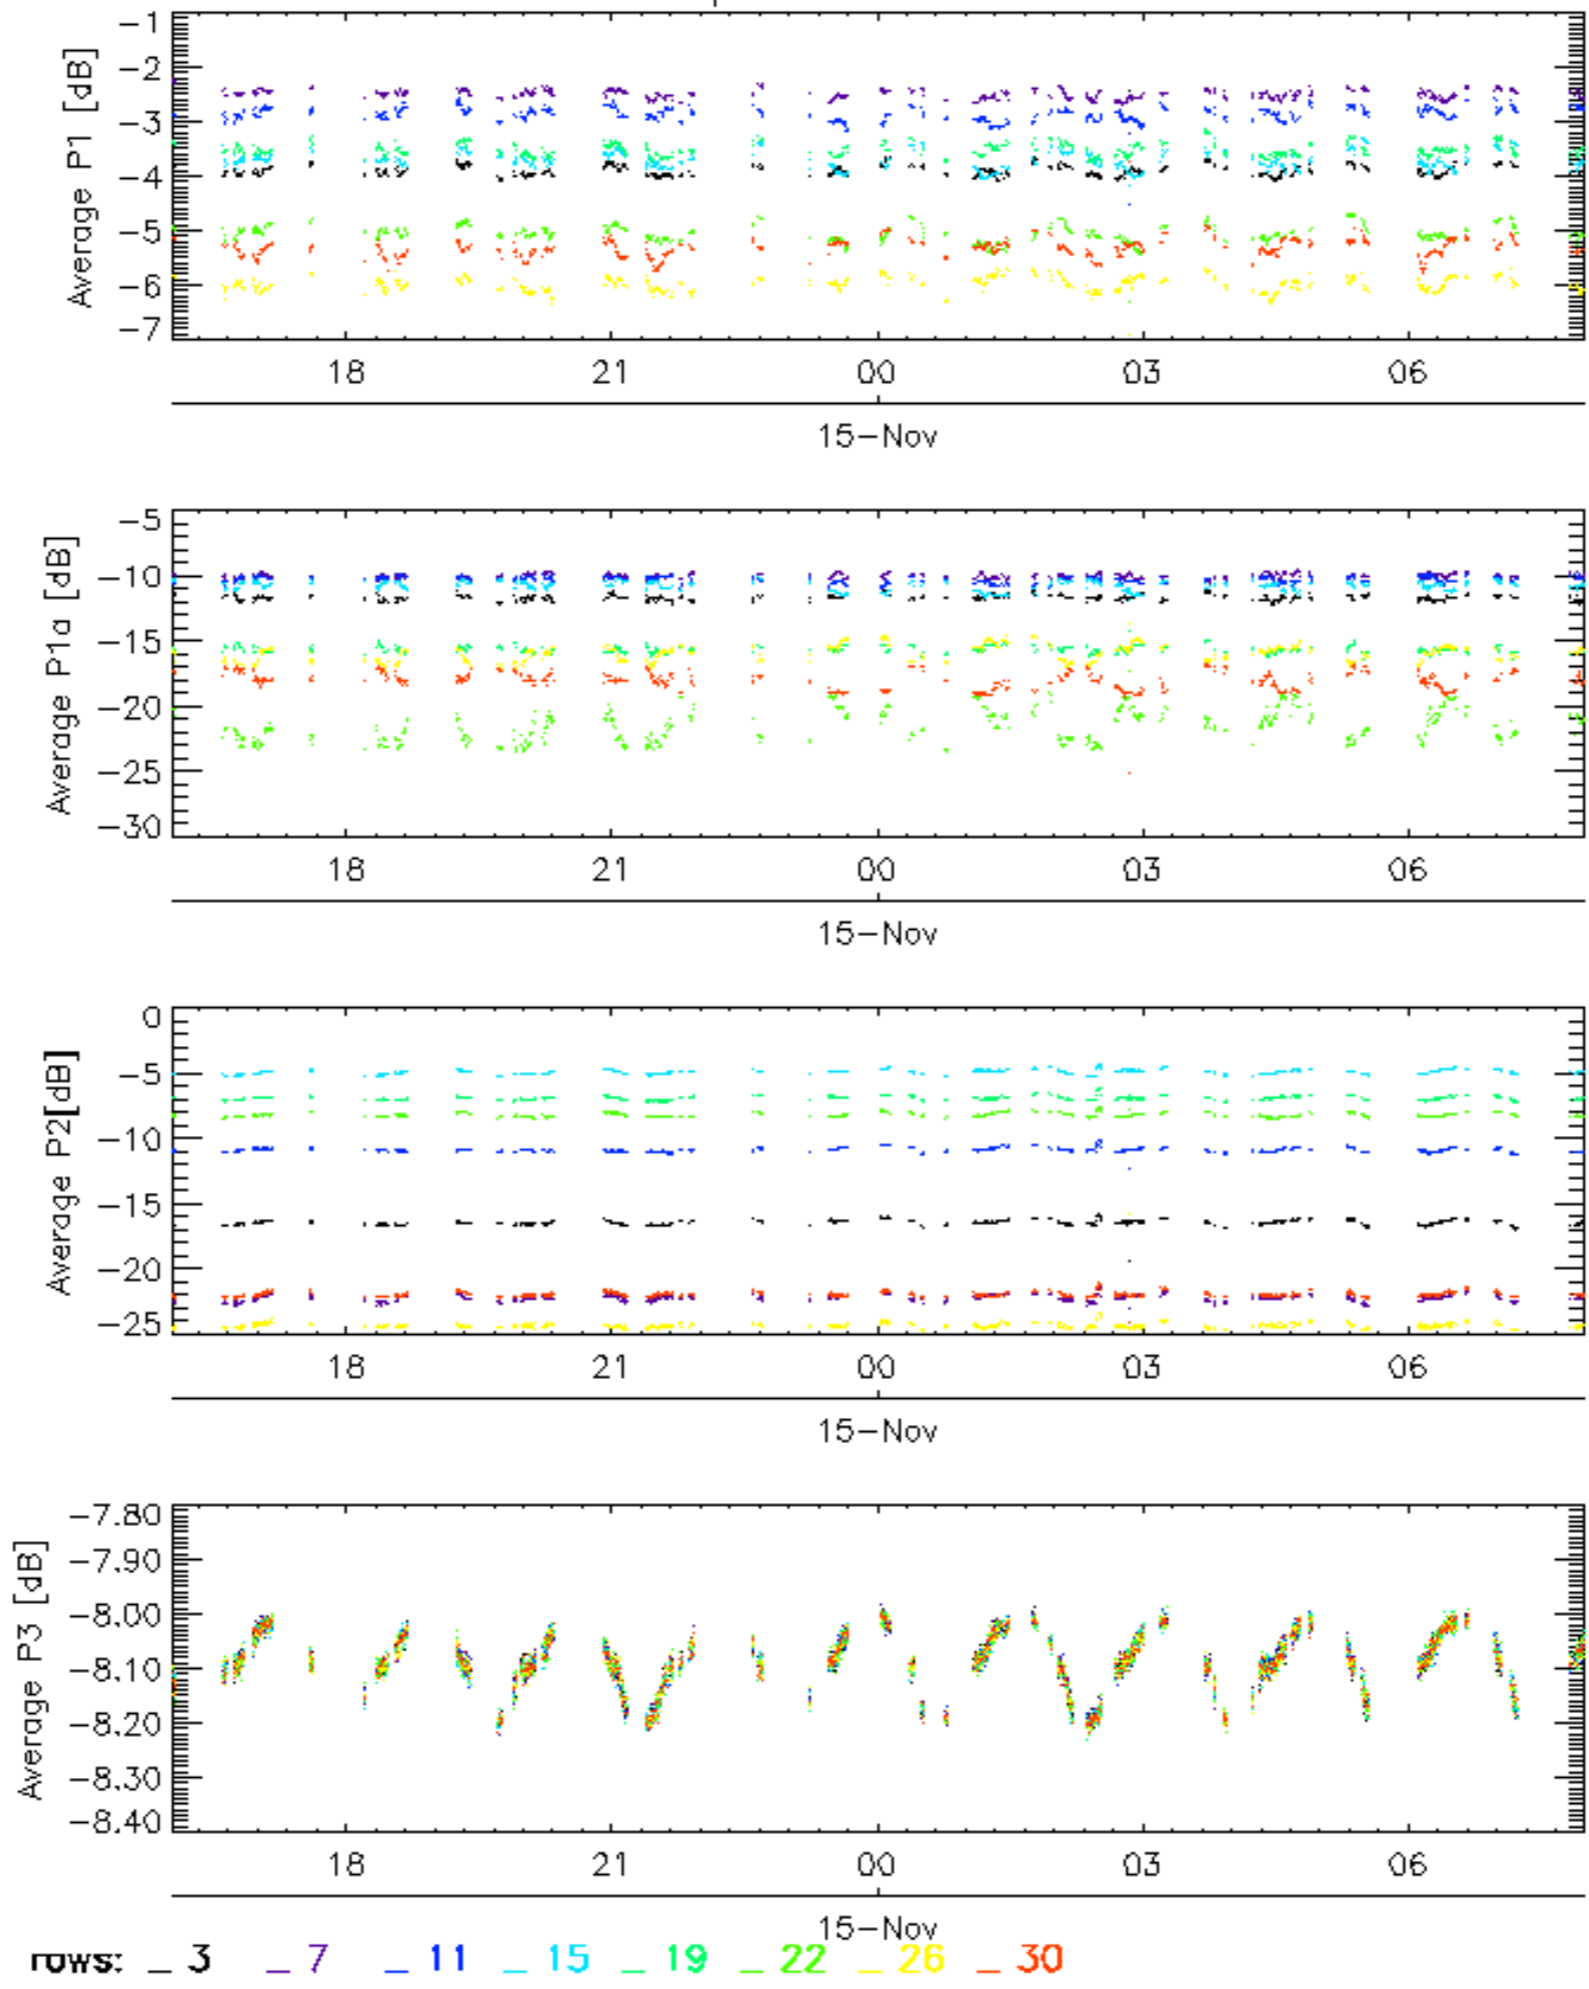 Average P1 [dB]
-1
-2
-3
-4
-5
-6
-7
18 21 00 03 06
15-Nov
Average P1a [dB]
-5
-10
-15
-20
-25
-30
18 21 00 03 06
15-Nov
Average P2[dB]
0
-5
-10
-15
-20
-25
18 21 00 03 06
15-Nov
Average P3 [dB]
-7.80
-7.90
-8.00
-8.10
-8.20
-8.30
-8.40
18 21 00 03 06
15-Nov
rows: _ 3 _ 7 _ 11 _ 15 _ 19 _ 22 _ 26 _ 30